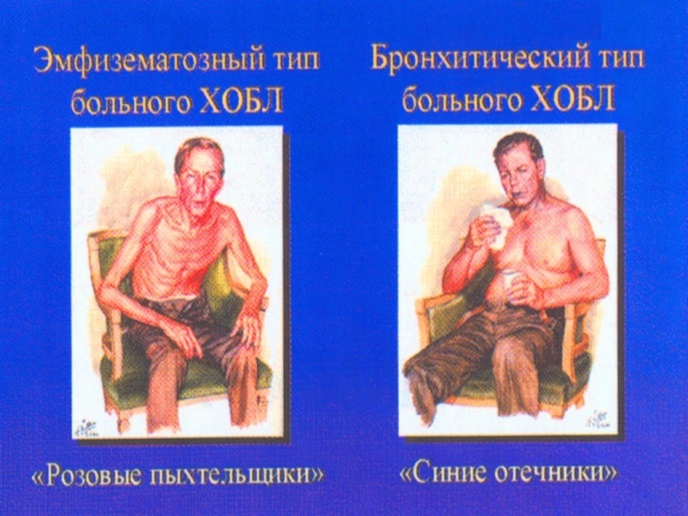 Эмфизематозный тип
больного ХОБЛ
Бронхитический тип
больного ХОБЛ
«Розовые пыхтельщики»
«Синие отечники»